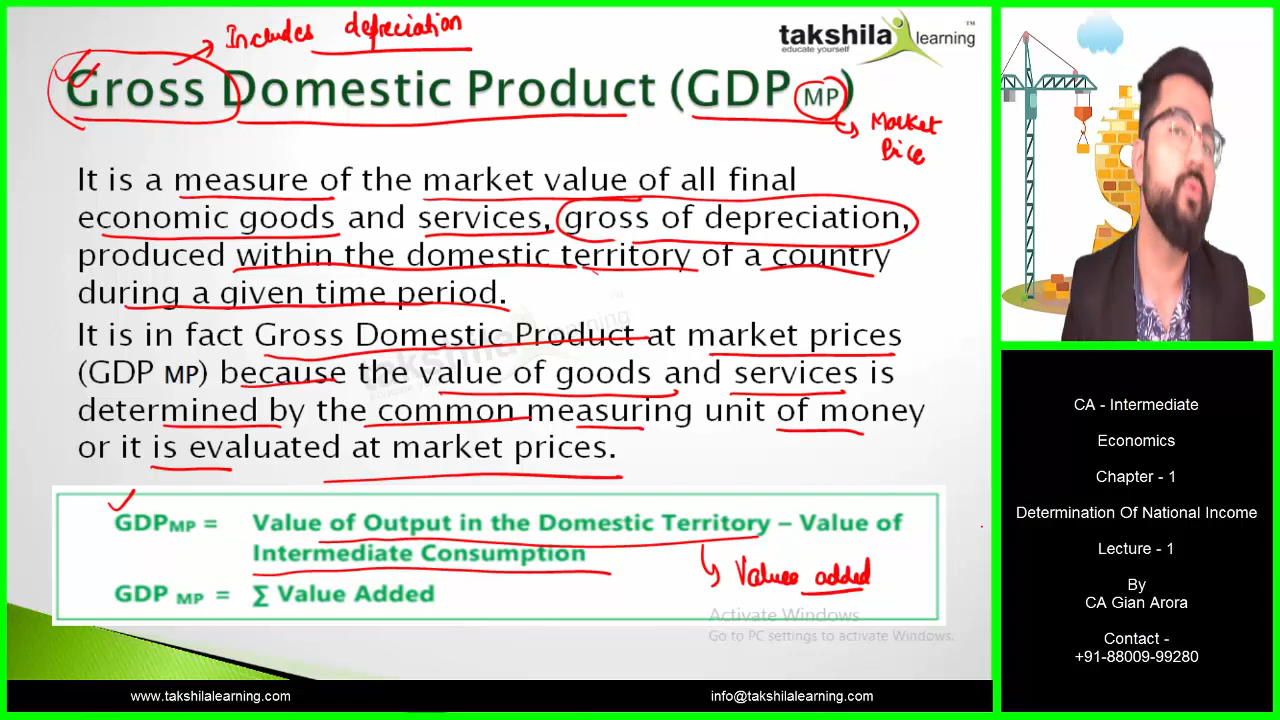 Includes depreciation
takshila learning ™
educate yourself
Gross Domestic Product (GDP MP)
Market
Price
It is a measure of the market value of all final
economic goods and services, gross of depreciation,
produced within the domestic territory of a country
during a given time period.
It is in fact Gross Domestic Product at market prices
(GDP MP) because the value of goods and services is
determined by the common measuring unit of money
or it is evaluated at market prices.
takshila learning ™
GDPMP = Value of Output in the Domestic Territory – Value of
Intermediate Consumption
Values added
GDP MP = ∑ Value Added
Activate Windows
Go to PC settings to activate Windows.
CA - Intermediate
Economics
Chapter - 1
Determination Of National Income
Lecture - 1
By
CA Gian Arora
Contact -
+91-88009-99280
www.takshilalearning.com
info@takshilalearning.com